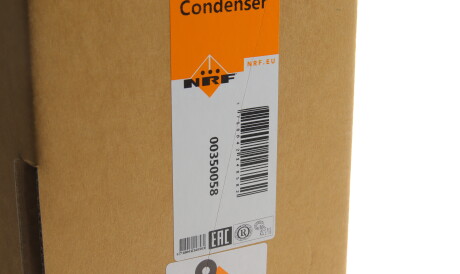 Condenser
NRF.EU
NRF
00350058
EAC
R